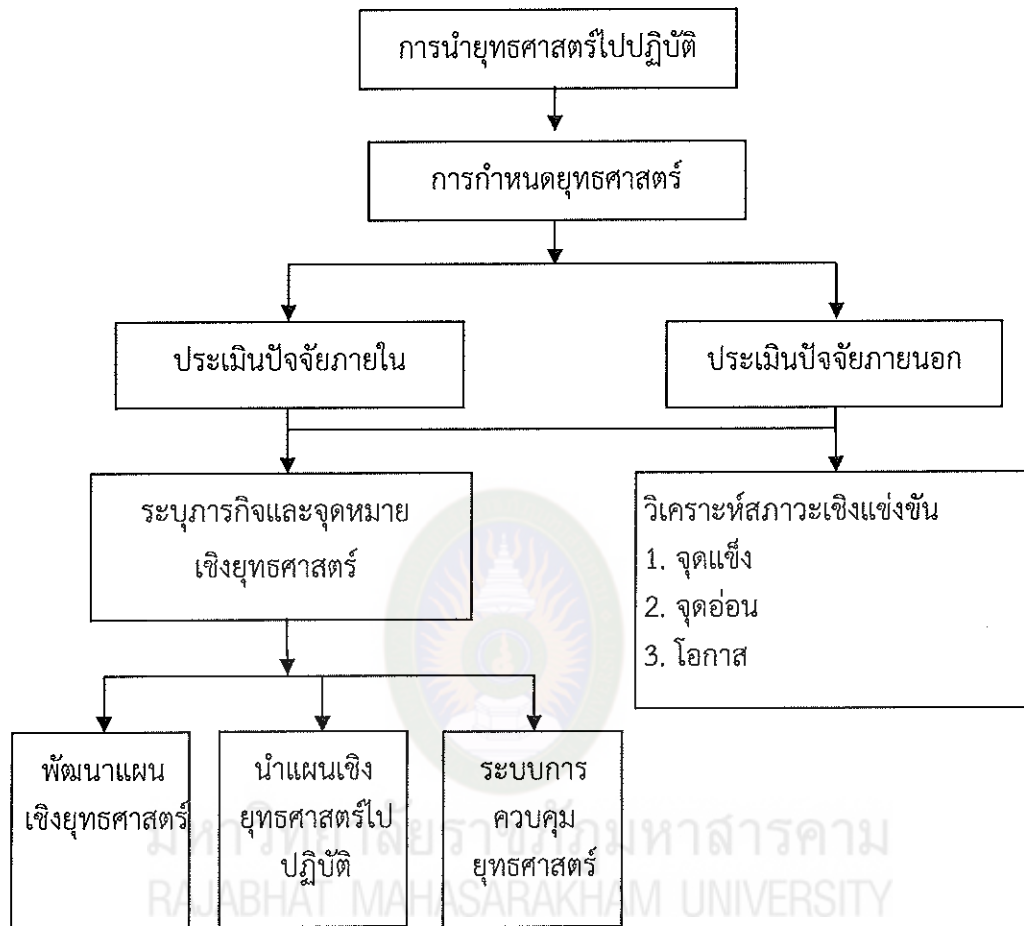 การนำยุทธศาสตร์ไปปฏิบัติ
การกำหนดยุทธศาสตร์
ประเมินปัจจัยภายใน
ประเมินปัจจัยภายนอก
ระบุภารกิจและจุดหมาย
เชิงยุทธศาสตร์
วิเคราะห์สภาวะเชิงแข่งขัน
1. จุดแข็ง
2. จุดอ่อน
3. โอกาส
พัฒนาแผน
เชิงยุทธศาสตร์
นำแผนเชิง
ยุทธศาสตร์ไป
ปฏิบัติ
ระบบการ
ควบคุม
ยุทธศาสตร์
มหาวิทยาลัยราชภัฏมหาสารคาม
RAJABHAT MAHASARAKHAM UNIVERSITY